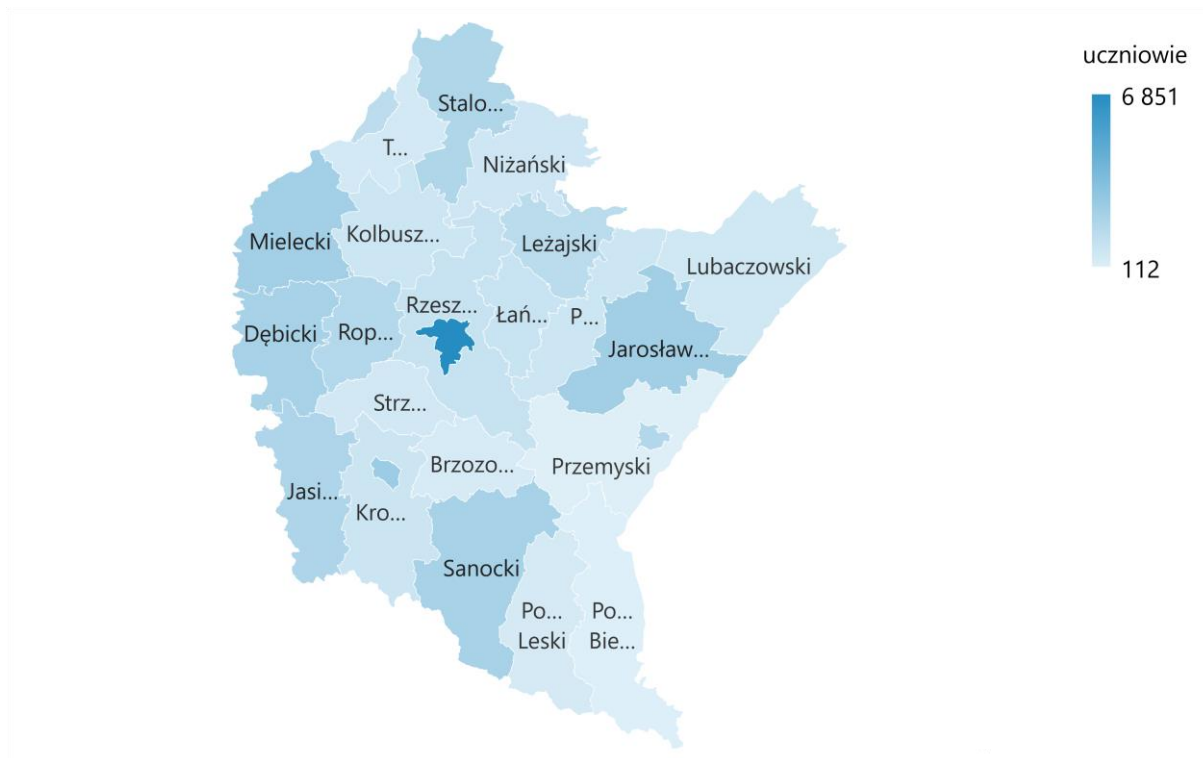 uczniowie
6 851
112
Stalo...
T...
Niżański
Mielecki
Kolbusz...
Leżajski
Lubaczowski
Rzesz...
Łań...
P...
Dębicki
Rop...
Jarosław...
Strz...
Brzozo...
Przemyski
Jasi...
Kro...
Sanocki
Po...
Leski
Po...
Bie...